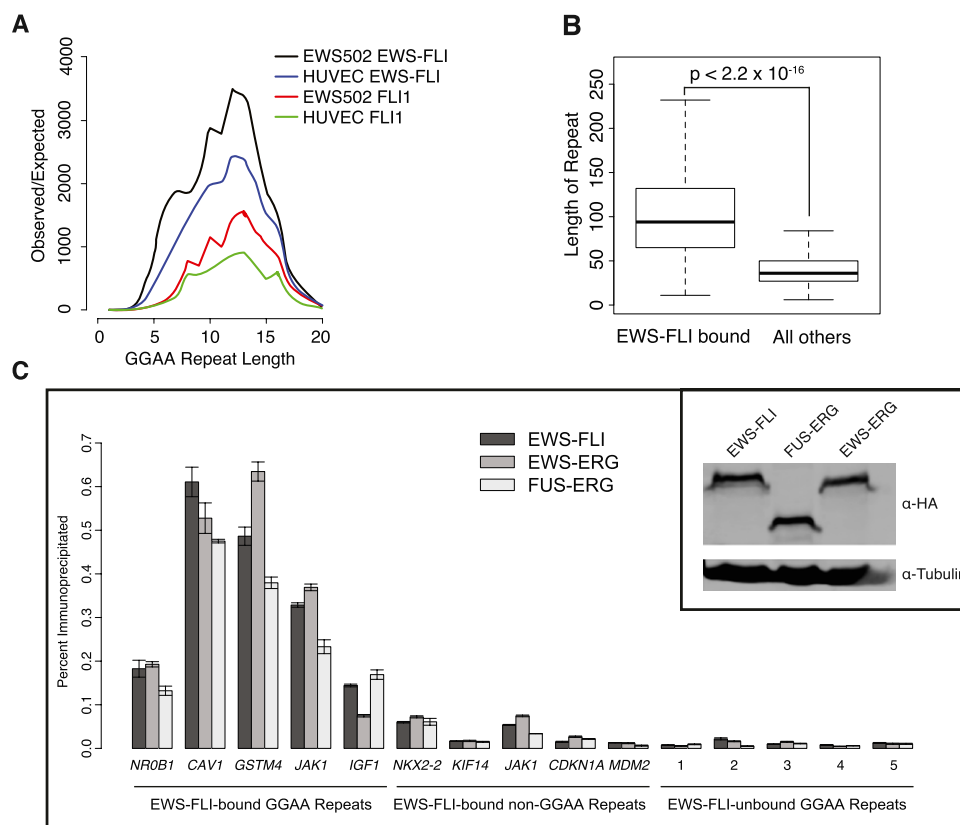 A
4000
3000
2000
1000
0
Observed/Expected
0 5 10 15 20
GGAA Repeat Length
EWS502 EWS-FLI
HUVEC EWS-FLI
EWS502 FLI1
HUVEC FLI1
B
p < 2.2 x 10-16
250
200
150
100
50
0
Length of Repeat
EWS-FLI bound All others
C
0.7
0.6
0.5
0.4
0.3
0.2
0.1
0.0
Percent Immunoprecipitated
EWS-FLI
EWS-ERG
FUS-ERG
EWS-FLI FUS-ERG EWS-ERG
α-HA
α-Tubulin
NR0B1 CAV1 GSTM4 JAK1 IGF1 NKX2-2 KIF14 JAK1 CDKN1A MDM2 1 2 3 4 5
EWS-FLI-bound GGAA Repeats EWS-FLI-bound non-GGAA Repeats EWS-FLI-unbound GGAA Repeats